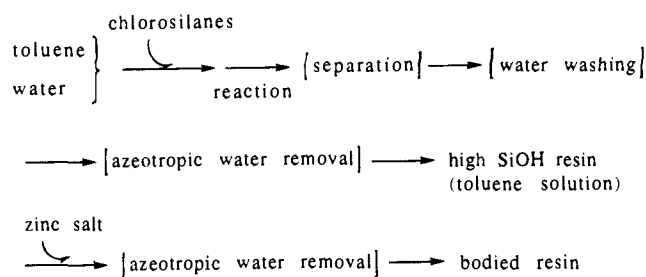 chlorosilanes
toluene
water
reaction
[separation]
[water washing]
[azeotropic water removal]
high SiOH resin
(toluene solution)
zinc salt
[azeotropic water removal]
bodied resin